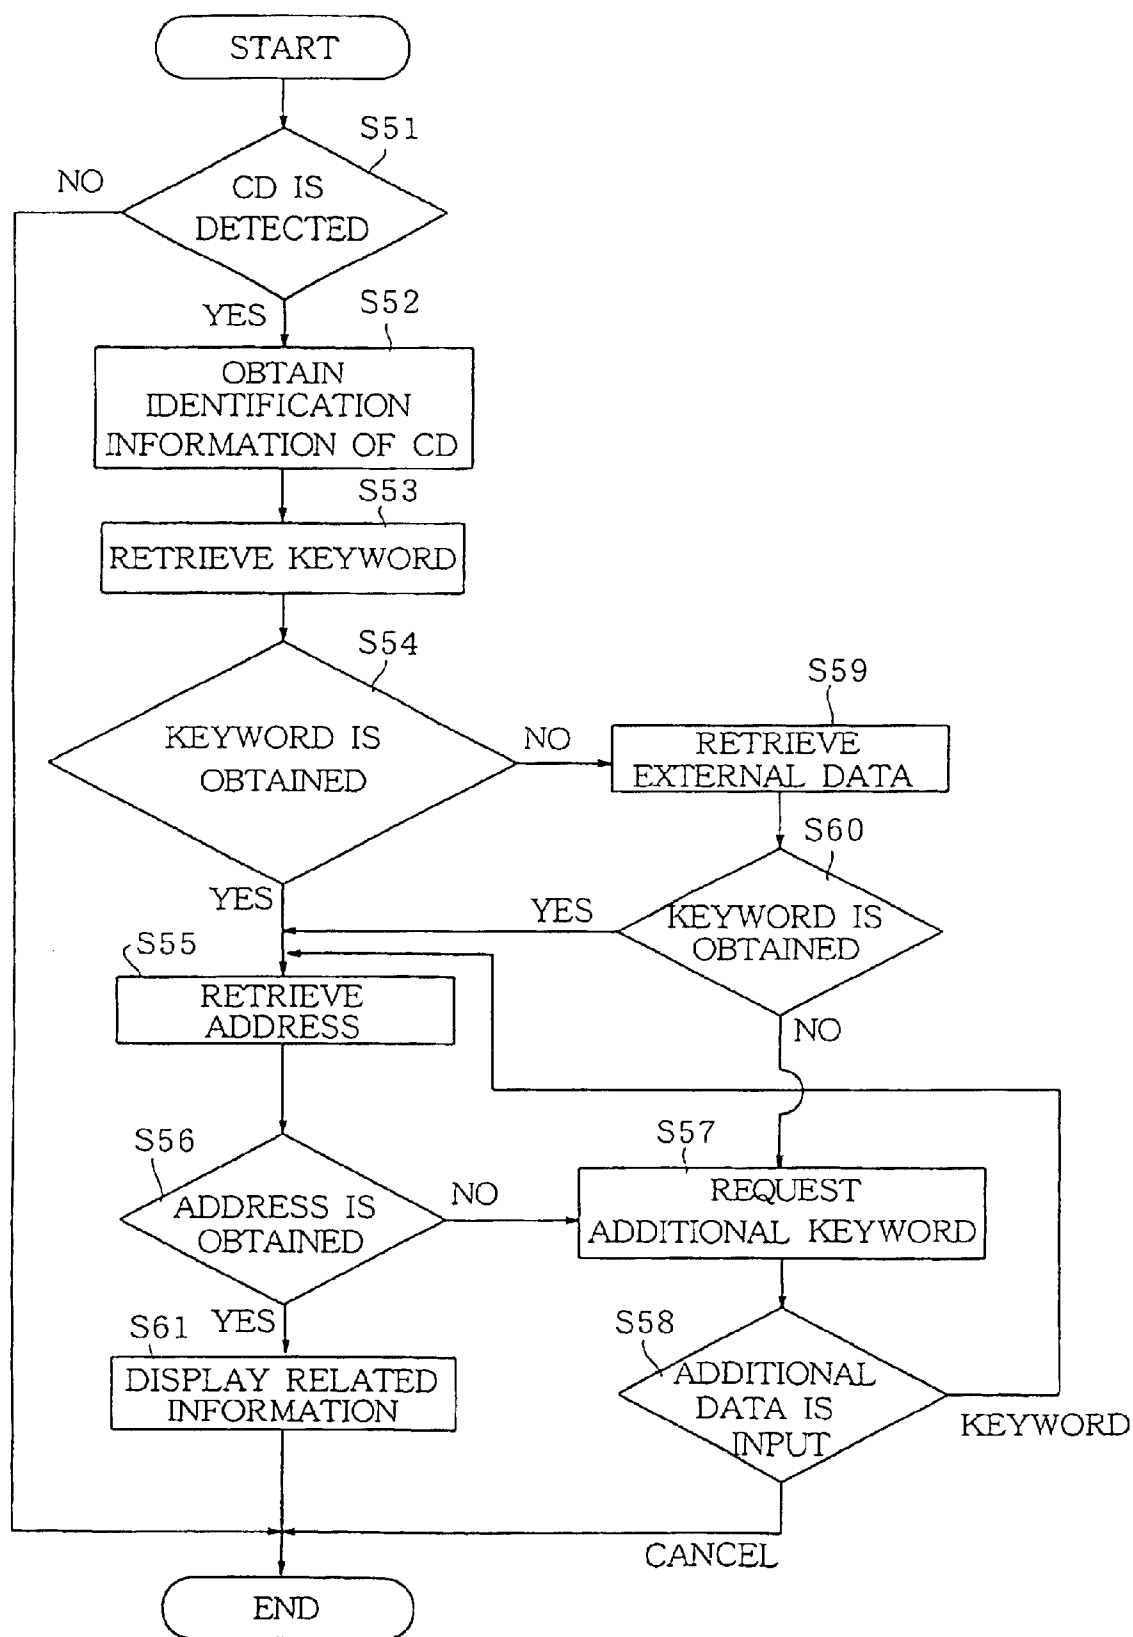 START
S51
NO
CD IS
DETECTED
YES
S52
OBTAIN
IDENTIFICATION
INFORMATION OF CD
S53
RETRIEVE KEYWORD
S54
KEYWORD IS
OBTAINED
NO
S59
RETRIEVE
EXTERNAL DATA
S60
KEYWORD IS
OBTAINED
YES
YES
NO
S55
RETRIEVE
ADDRESS
S56
ADDRESS IS
OBTAINED
NO
S57
REQUEST
ADDITIONAL KEYWORD
YES
S61
DISPLAY RELATED
INFORMATION
S58
ADDITIONAL
DATA IS
INPUT
KEYWORD
CANCEL
END